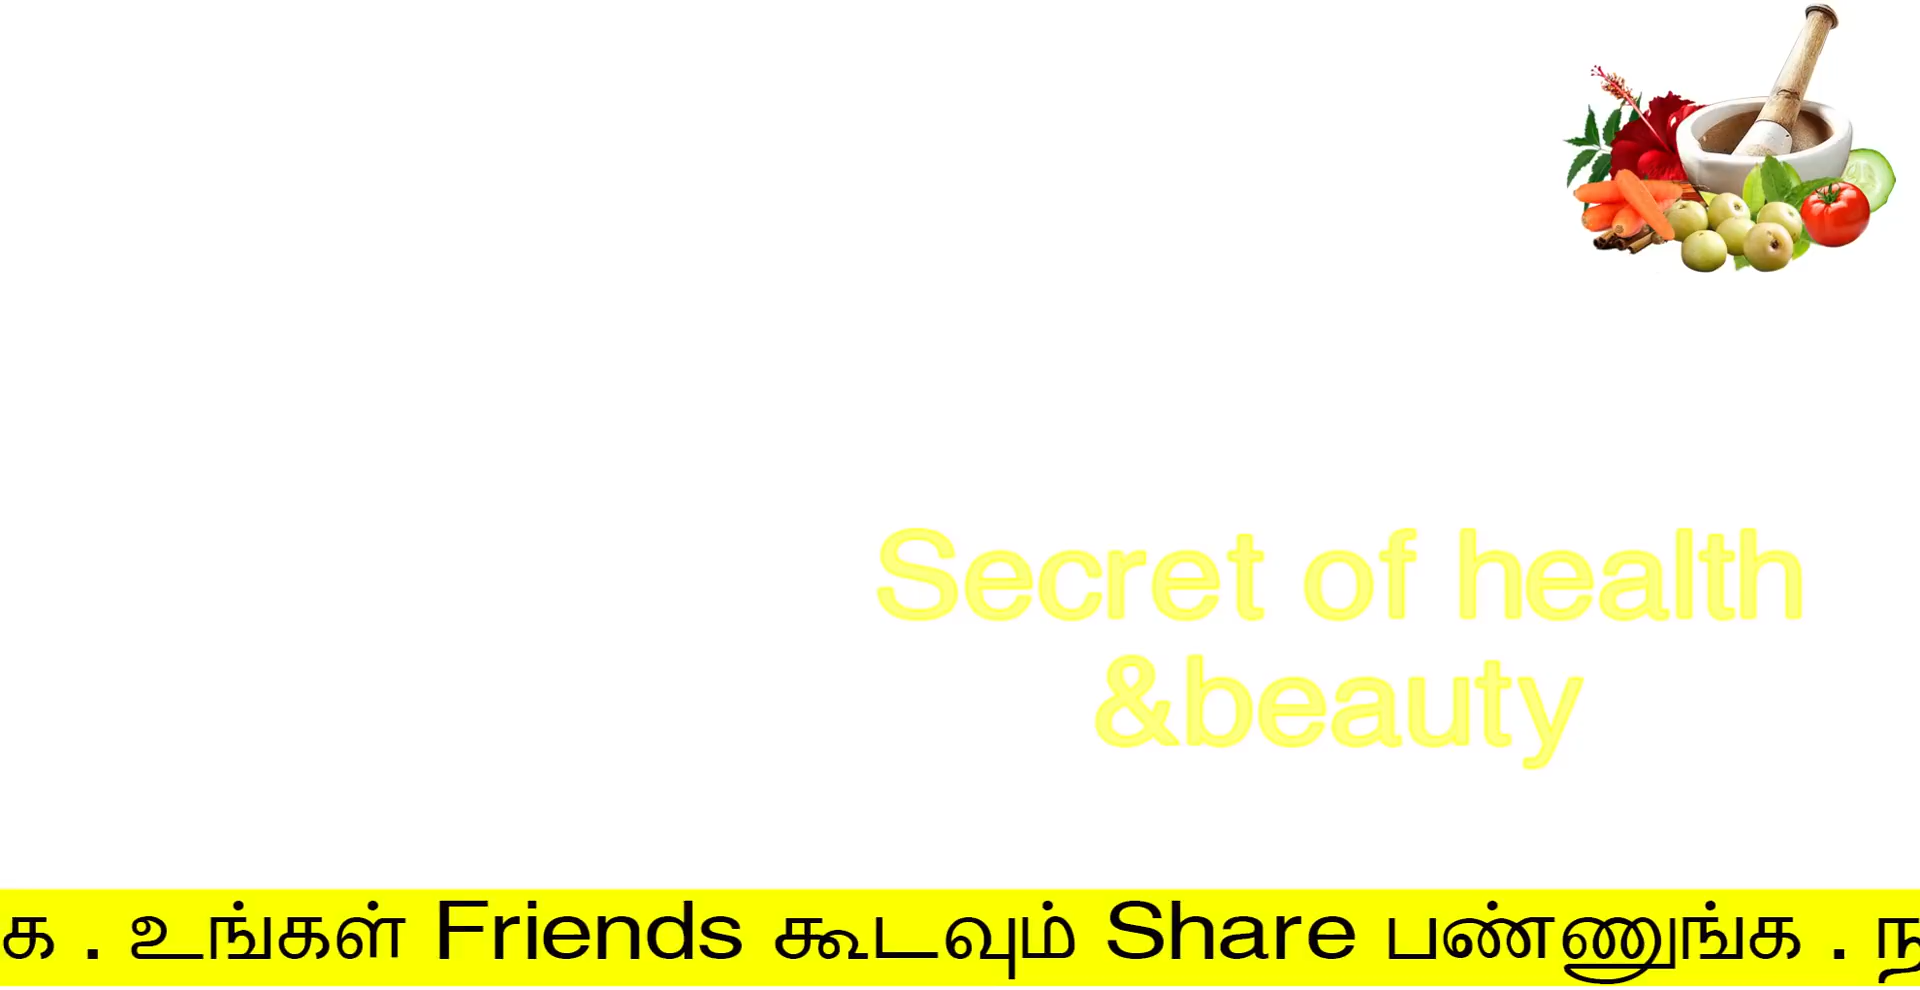 Secret of health
&beauty
க . உங்கள் Friends கூடவும் Share பண்ணுங்க .